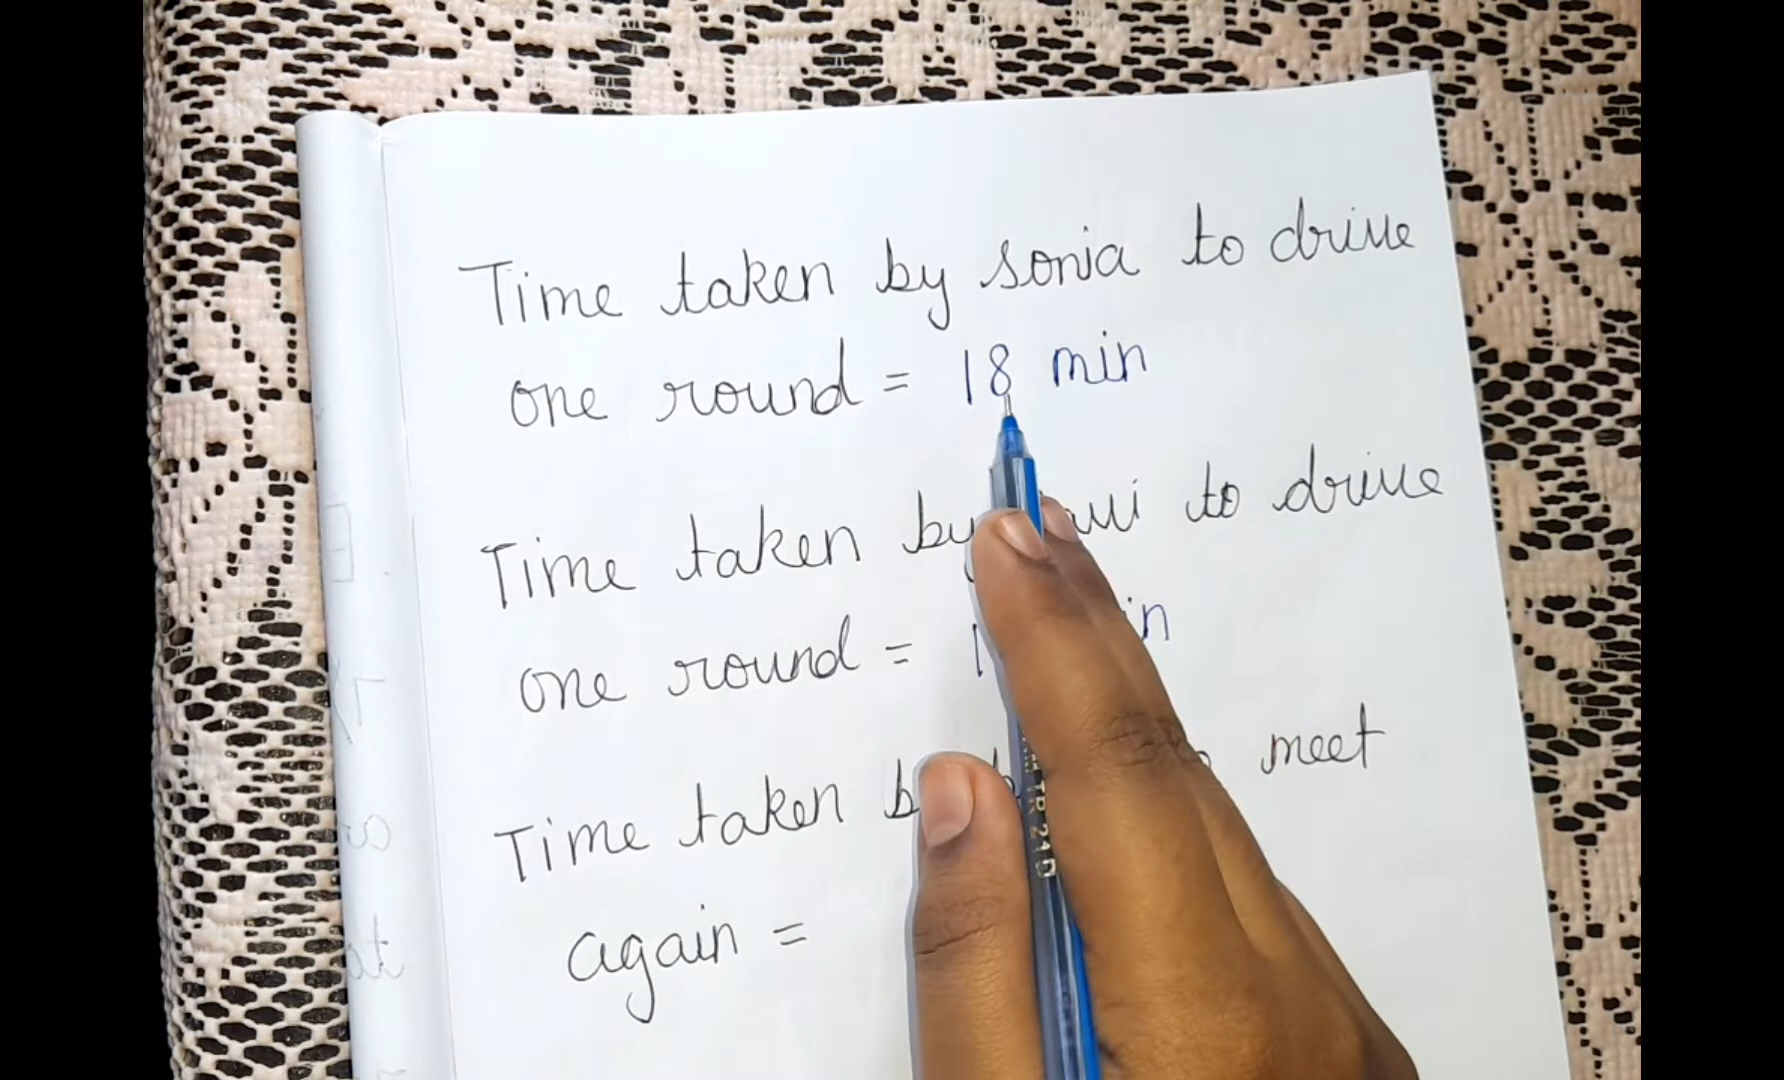 Time taken by sonia to drive
one round = 18 min
Time taken by to drive
one round =
Time taken meet
again =